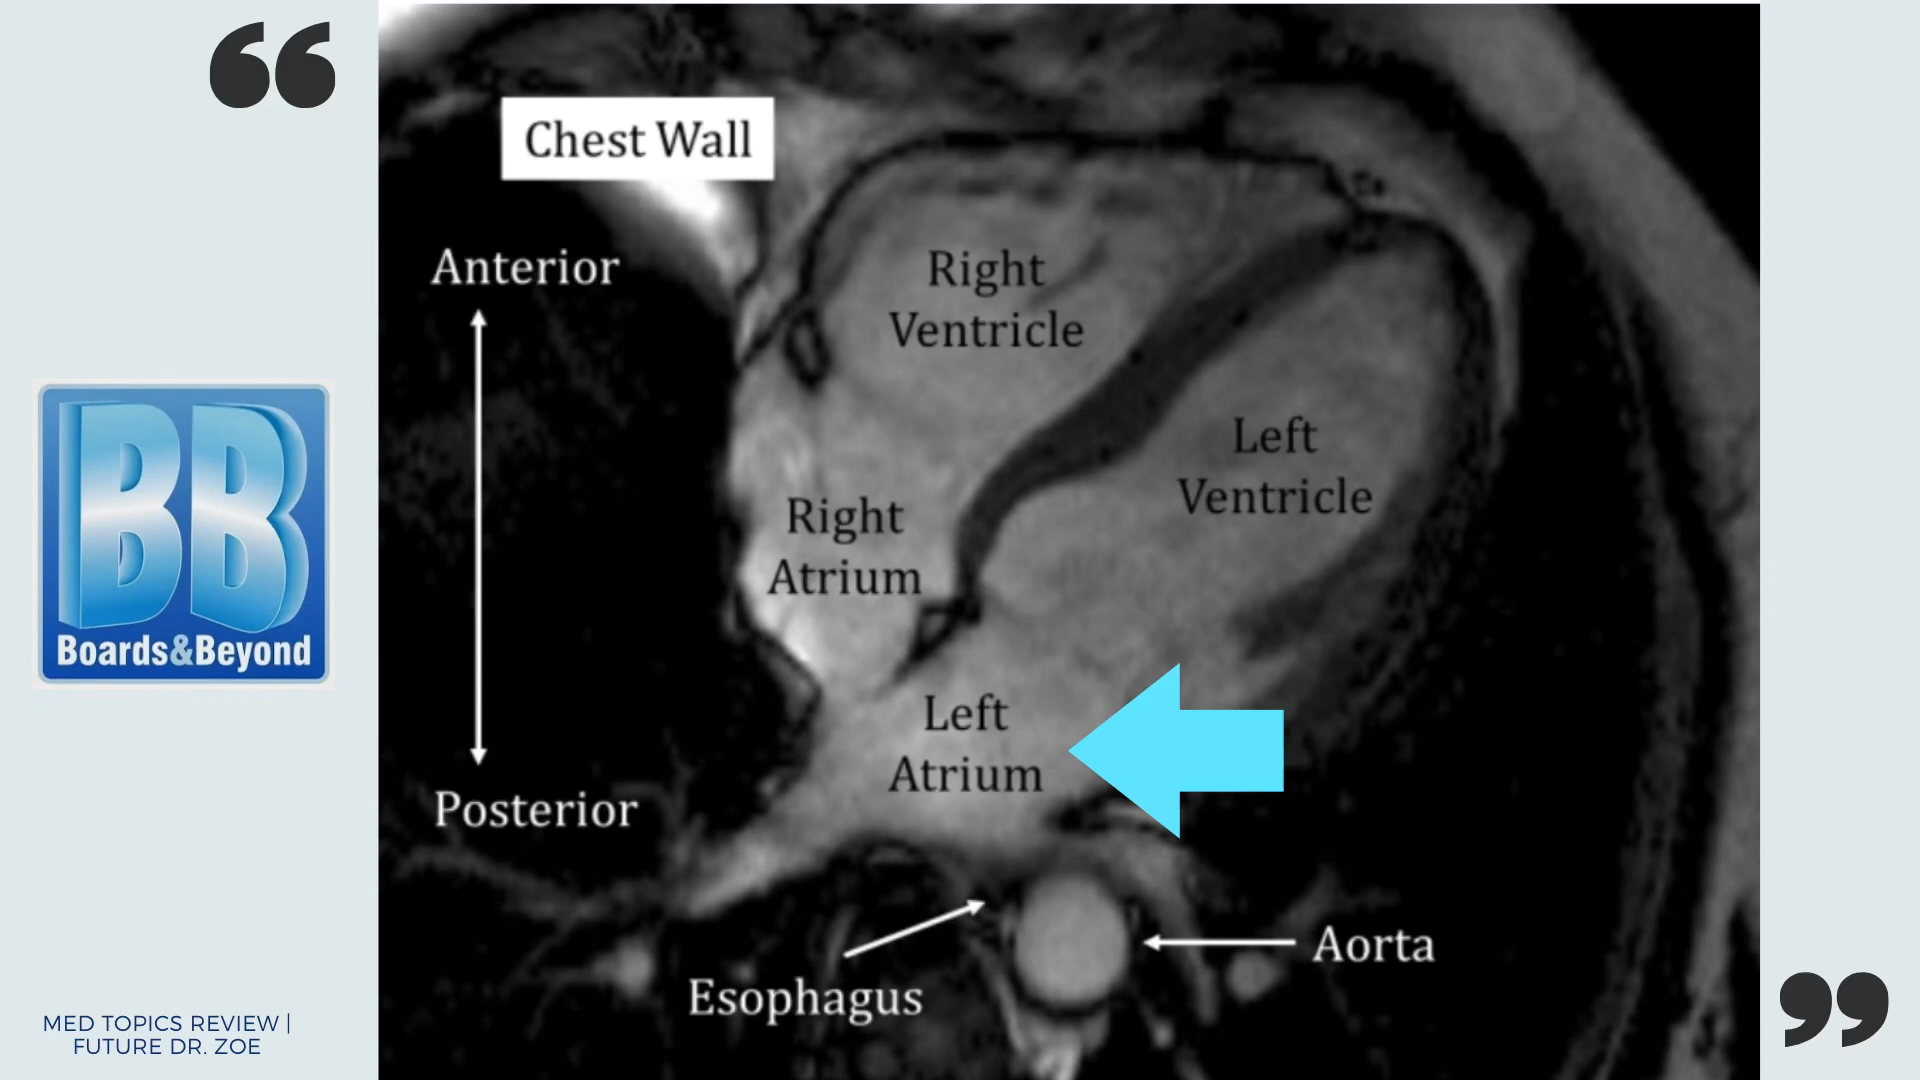 “
Chest Wall
Anterior
Right
Ventricle
Left
Ventricle
Right
Atrium
Left
Atrium
Posterior
Esophagus
Aorta
BB
Boards&Beyond
MED TOPICS REVIEW |
FUTURE DR. ZOE
”